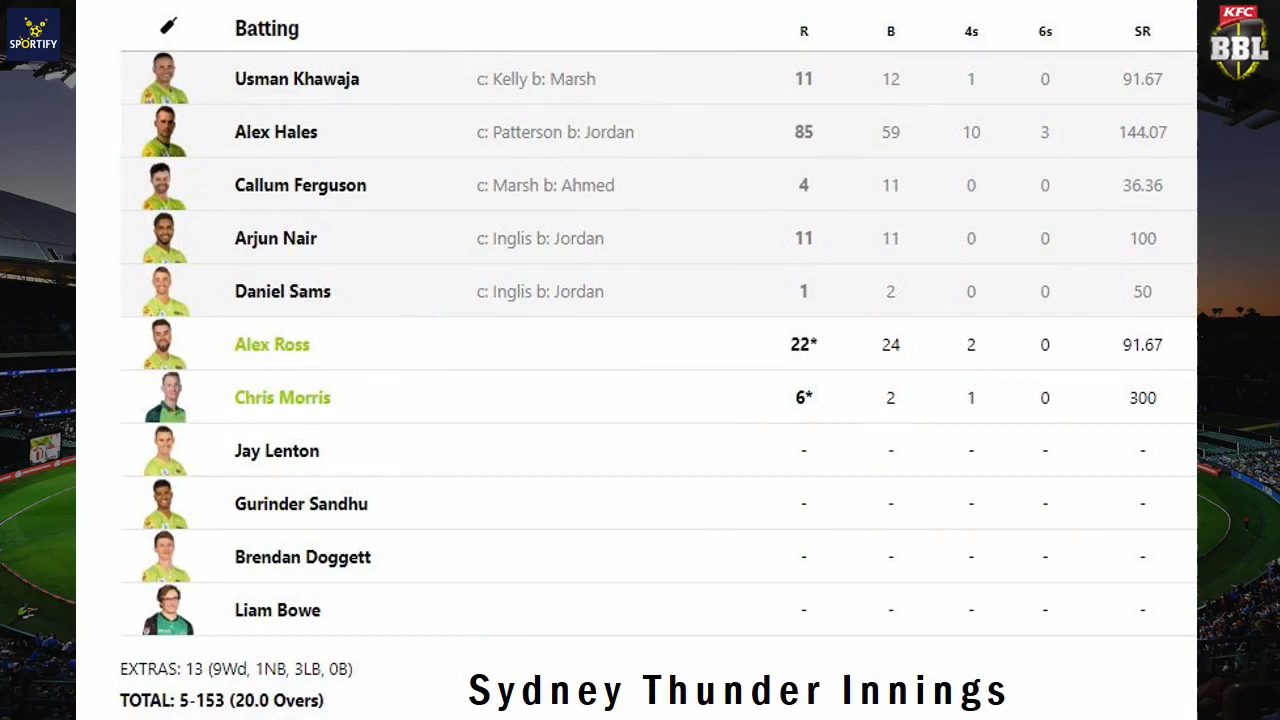 SPORTIFY
KFC
BBL
Batting R B 4s 6s SR
Usman Khawaja c: Kelly b: Marsh 11 12 1 0 91.67
Alex Hales c: Patterson b: Jordan 85 59 10 3 144.07
Callum Ferguson c: Marsh b: Ahmed 4 11 0 0 36.36
Arjun Nair c: Inglis b: Jordan 11 11 0 0 100
Daniel Sams c: Inglis b: Jordan 1 2 0 0 50
Alex Ross 22* 24 2 0 91.67
Chris Morris 6* 2 1 0 300
Jay Lenton - - - - -
Gurinder Sandhu - - - - -
Brendan Doggett - - - - -
Liam Bowe - - - - -
EXTRAS: 13 (9Wd, 1NB, 3LB, 0B)
TOTAL: 5-153 (20.0 Overs)
Sydney Thunder Innings